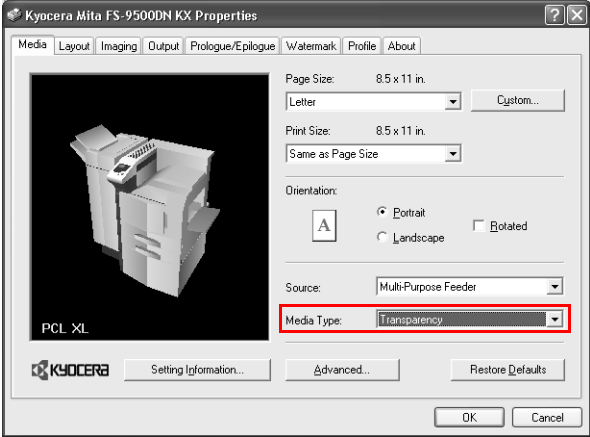 Kyocera Mita FS-9500DN KX Properties
Media Layout Imaging Output Prologue/Epilogue Watermark Profile About
Page Size: 8.5 x 11 in.
Letter Custom...
Print Size: 8.5 x 11 in.
Same as Page Size
Orientation:
A Portrait
Rotated
Landscape
Source: Multi-Purpose Feeder
Media Type: Transparency
PCL XL
KYOCERA Setting Information... Advanced... Restore Defaults
OK Cancel